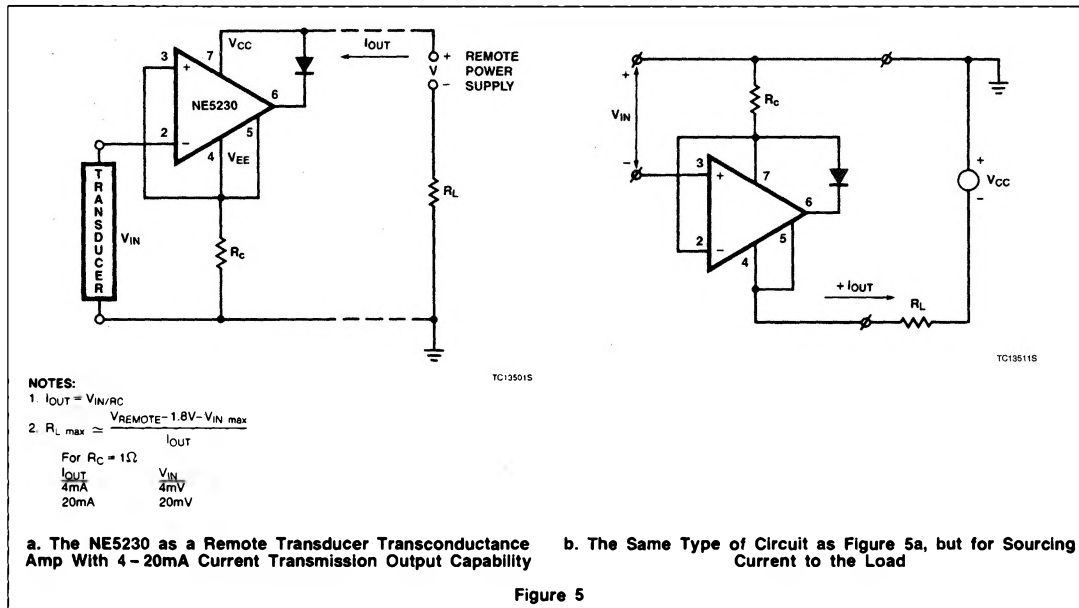 VCC
IOUT
+ REMOTE
V POWER
− SUPPLY
3
+
7
NE5230
6
5
2
−
4
VEE
TRANSDUCER
VIN
Rc
RL
TC13501S
+
VIN
−
Rc
3
+
7
6
5
2
−
4
+
VCC
−
+ IOUT
RL
TC13511S
NOTES:
1. IOUT = VIN/RC
2. RL max ≃ VREMOTE−1.8V−VIN max
IOUT
For RC = 1Ω
IOUT VIN
4mA 4mV
20mA 20mV
a. The NE5230 as a Remote Transducer Transconductance
Amp With 4–20mA Current Transmission Output Capability
b. The Same Type of Circuit as Figure 5a, but for Sourcing
Current to the Load
Figure 5